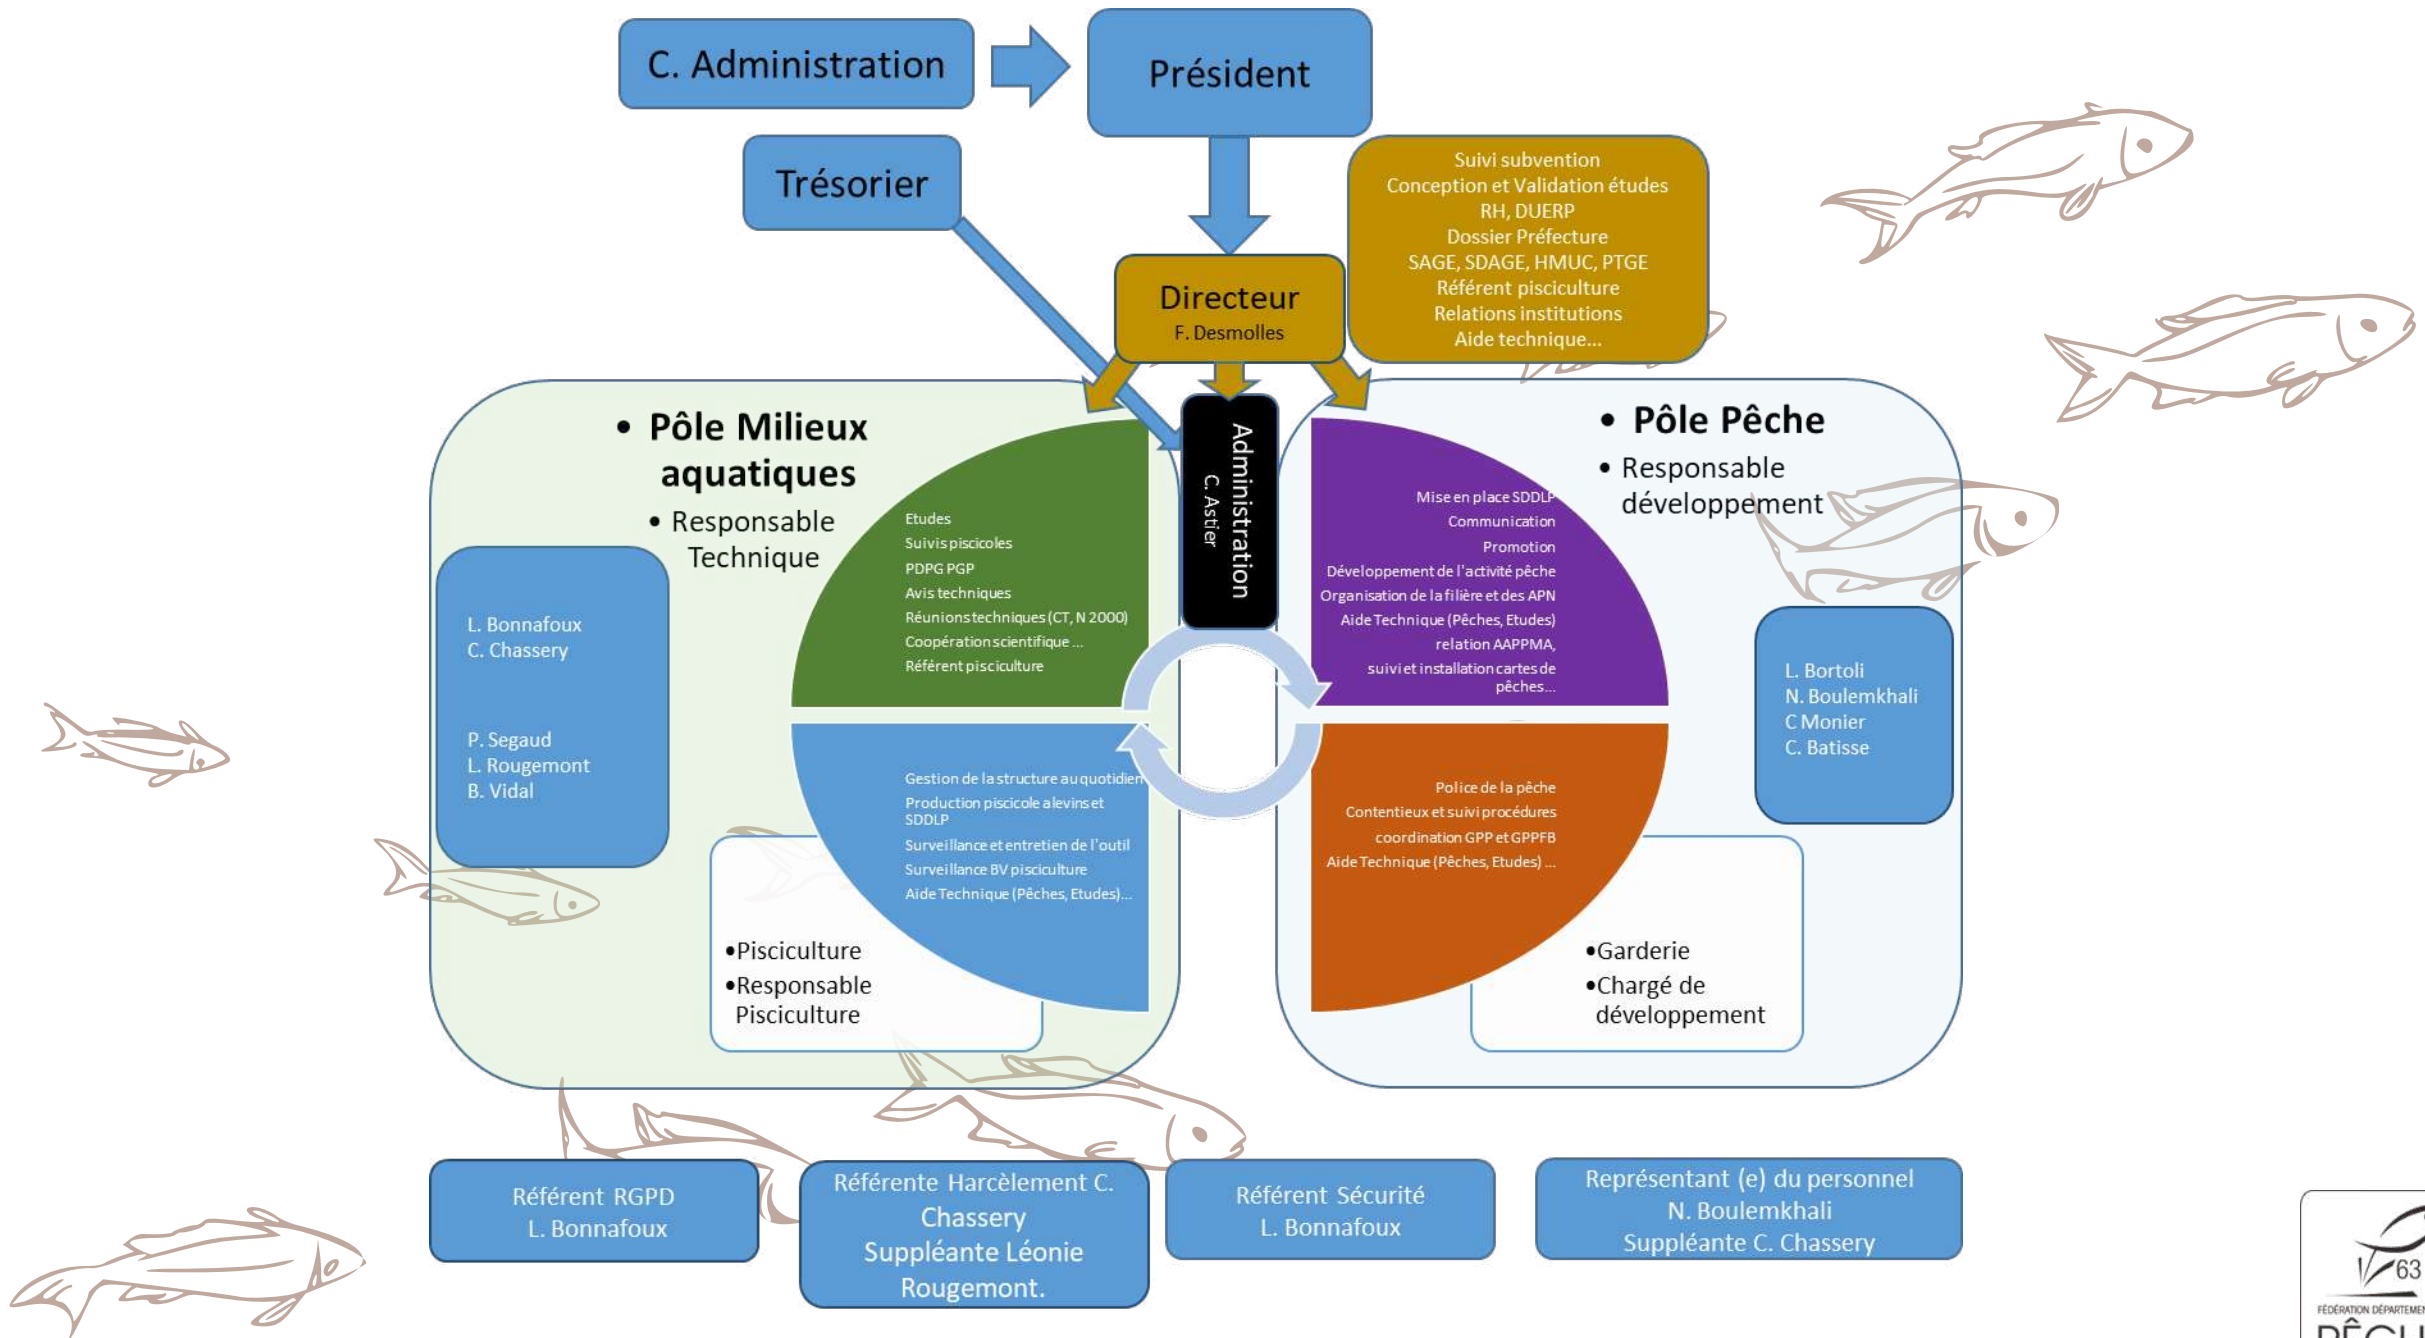 C. Administration
Président
Trésorier
Suivi subvention
Conception et Validation études
RH, DUERP
Dossier Préfecture
SAGE, SDAGE, HMUC, PTGE
Référent pisciculture
Relations institutions
Aide technique...
Directeur
F. Desmolles
• Pôle Milieux
aquatiques
• Responsable
Technique
L. Bonnafoux
C. Chassery
P. Segaud
L. Rougemont
B. Vidal
Etudes
Suivis piscicoles
PDPG PGP
Avis techniques
Réunions techniques (CT, N 2000)
Coopération scientifique ...
Référent pisciculture
Administration
C. Astier
• Pôle Pêche
• Responsable
développement
Mise en place SDDLP
Communication
Promotion
Développement de l'activité pêche
Organisation de la filière et des APN
Aide Technique (Pêches, Etudes)
relation AAPPMA,
suivi et installation cartes de
pêches...
L. Bortoli
N. Boulemkhali
C Monier
C. Batisse
Gestion de la structure au quotidien
Production piscicole alevins et
SDDLP
Surveillance et entretien de l'outil
Surveillance BV pisciculture
Aide Technique (Pêches, Etudes)...
•Pisciculture
•Responsable
Pisciculture
Police de la pêche
Contentieux et suivi procédures
coordination GPP et GPPFB
Aide Technique (Pêches, Etudes) ...
•Garderie
•Chargé de
développement
Référent RGPD
L. Bonnafoux
Référente Harcèlement C.
Chassery
Suppléante Léonie
Rougemont.
Référent Sécurité
L. Bonnafoux
Représentant (e) du personnel
N. Boulemkhali
Suppléante C. Chassery
63
FÉDÉRATION